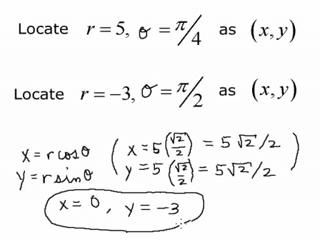 Locate r = 5, θ = π/4 as (x, y)
Locate r = −3, θ = π/2 as (x, y)
x = r cos θ ( x = 5 (√2/2) = 5√2/2
y = r sin θ y = 5 (√2/2) = 5√2/2 )
x = 0, y = −3